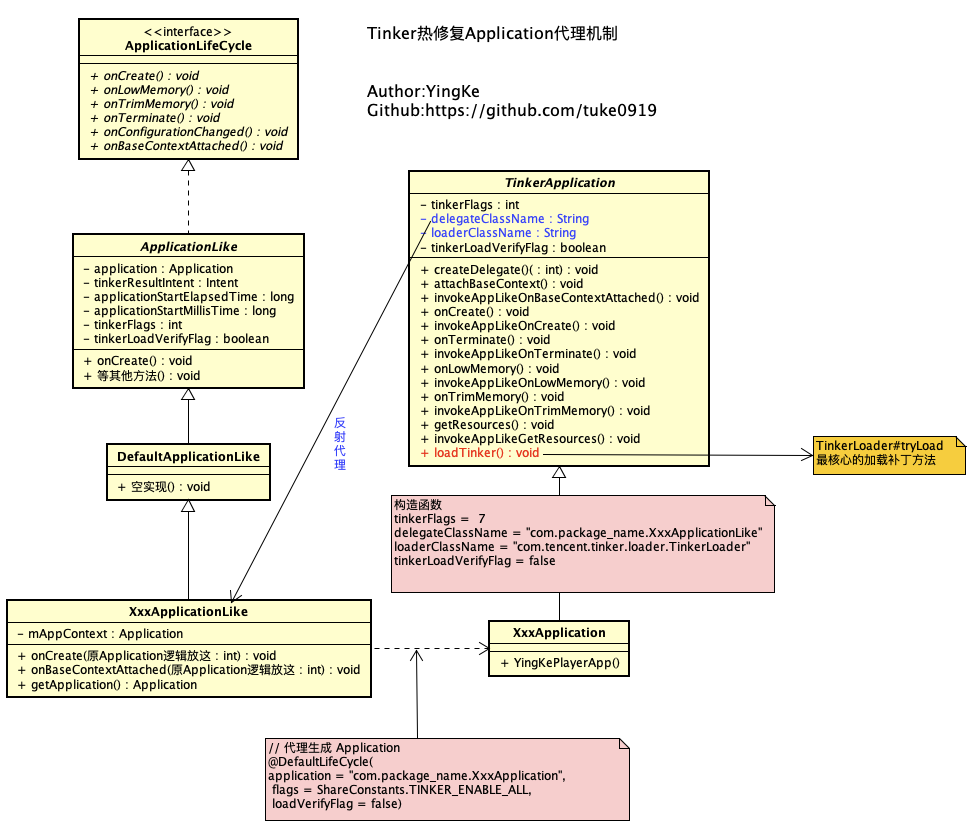 Tinker热修复Application代理机制
Author:YingKe
Github:https://github.com/tuke0919
<<interface>>
ApplicationLifeCycle
+ onCreate() : void
+ onLowMemory() : void
+ onTrimMemory() : void
+ onTerminate() : void
+ onConfigurationChanged() : void
+ onBaseContextAttached() : void
ApplicationLike
- application : Application
- tinkerResultIntent : Intent
- applicationStartElapsedTime : long
- applicationStartMillisTime : long
- tinkerFlags : int
- tinkerLoadVerifyFlag : boolean
+ onCreate() : void
+ 等其他方法() : void
DefaultApplicationLike
+ 空实现() : void
XxxApplicationLike
- mAppContext : Application
+ onCreate(原Application逻辑放这 : int) : void
+ onBaseContextAttached(原Application逻辑放这 : int) : void
+ getApplication() : Application
反
射
代
理
TinkerApplication
- tinkerFlags : int
- delegateClassName : String
- loaderClassName : String
- tinkerLoadVerifyFlag : boolean
+ createDelegate()( : int) : void
+ attachBaseContext() : void
+ invokeAppLikeOnBaseContextAttached() : void
+ onCreate() : void
+ invokeAppLikeOnCreate() : void
+ onTerminate() : void
+ invokeAppLikeOnTerminate() : void
+ onLowMemory() : void
+ invokeAppLikeOnLowMemory() : void
+ onTrimMemory() : void
+ invokeAppLikeOnTrimMemory() : void
+ getResources() : void
+ invokeAppLikeGetResources() : void
+ loadTinker() : void
TinkerLoader#tryLoad
最核心的加载补丁方法
构造函数
tinkerFlags = 7
delegateClassName = "com.package_name.XxxApplicationLike"
loaderClassName = "com.tencent.tinker.loader.TinkerLoader"
tinkerLoadVerifyFlag = false
XxxApplication
+ YingKePlayerApp()
// 代理生成 Application
@DefaultLifeCycle(
application = "com.package_name.XxxApplication",
flags = ShareConstants.TINKER_ENABLE_ALL,
loadVerifyFlag = false)